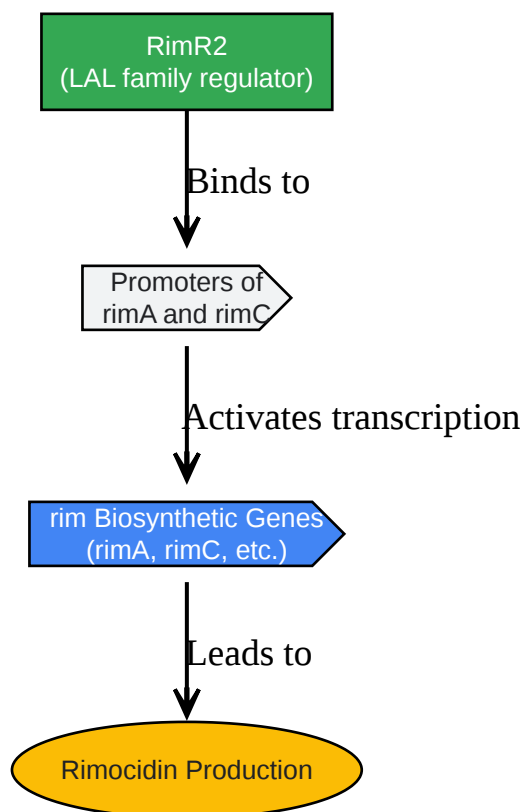 RimR2
(LAL family regulator)
Binds to
Promoters of
rimA and rimC
Activates transcription
rim Biosynthetic Genes
(rimA, rimC, etc.)
Leads to
Rimocidin Production